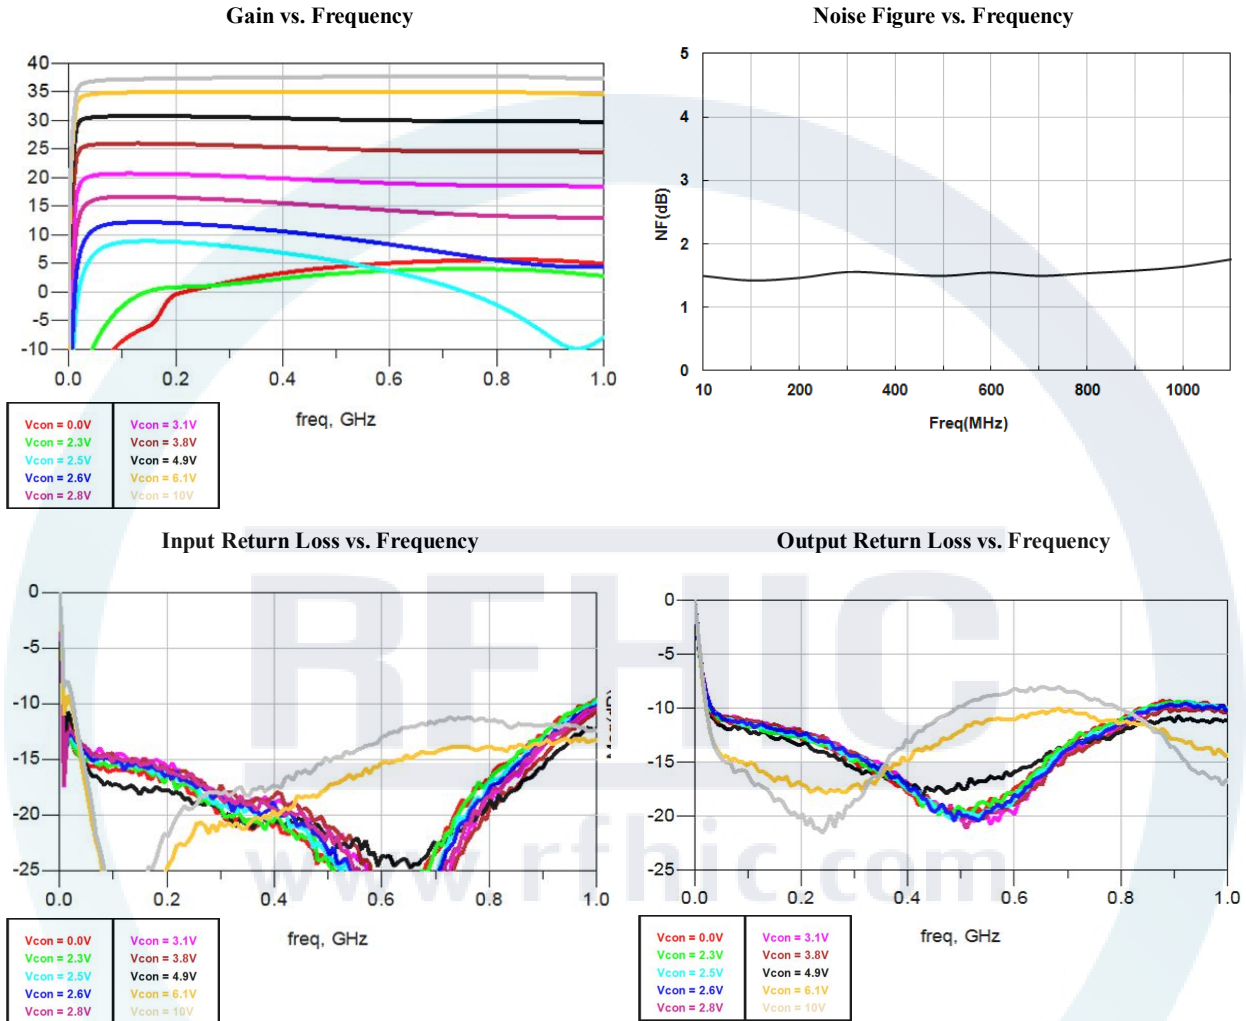 Gain vs. Frequency
40
35
30
25
20
15
10
5
0
-5
-10
0.0 0.2 0.4 0.6 0.8 1.0
freq, GHz
Vcon = 0.0V Vcon = 3.1V
Vcon = 2.3V Vcon = 3.8V
Vcon = 2.5V Vcon = 4.9V
Vcon = 2.6V Vcon = 6.1V
Vcon = 2.8V Vcon = 10V
Noise Figure vs. Frequency
NF(dB)
5
4
3
2
1
0
10 200 400 600 800 1000
Freq(MHz)
Input Return Loss vs. Frequency
0
-5
-10
-15
-20
-25
0.0 0.2 0.4 0.6 0.8 1.0
freq, GHz
Vcon = 0.0V Vcon = 3.1V
Vcon = 2.3V Vcon = 3.8V
Vcon = 2.5V Vcon = 4.9V
Vcon = 2.6V Vcon = 6.1V
Vcon = 2.8V Vcon = 10V
Output Return Loss vs. Frequency
0
-5
-10
-15
-20
-25
0.0 0.2 0.4 0.6 0.8 1.0
freq, GHz
Vcon = 0.0V Vcon = 3.1V
Vcon = 2.3V Vcon = 3.8V
Vcon = 2.5V Vcon = 4.9V
Vcon = 2.6V Vcon = 6.1V
Vcon = 2.8V Vcon = 10V
RFHIC
www.rfhic.com